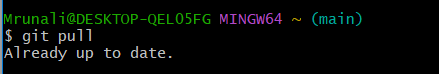 Mrunali@DESKTOP-QEL05FG MINGW64 ~ (main)
$ git pull
Already up to date.